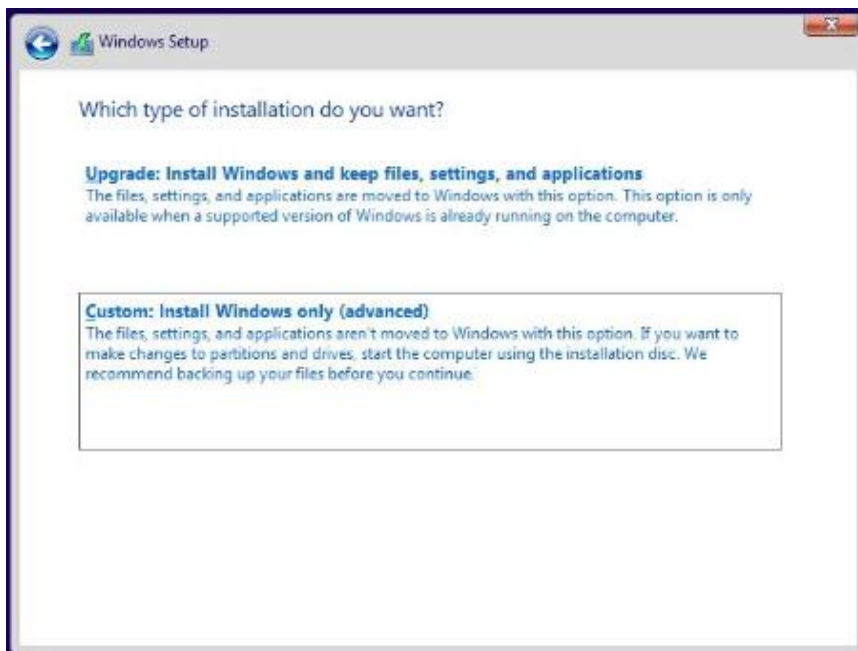 Windows Setup
Which type of installation do you want?
Upgrade: Install Windows and keep files, settings, and applications
The files, settings, and applications are moved to Windows with this option. This option is only
available when a supported version of Windows is already running on the computer.
Custom: Install Windows only (advanced)
The files, settings, and applications aren't moved to Windows with this option. If you want to
make changes to partitions and drives, start the computer using the installation disc. We
recommend backing up your files before you continue.